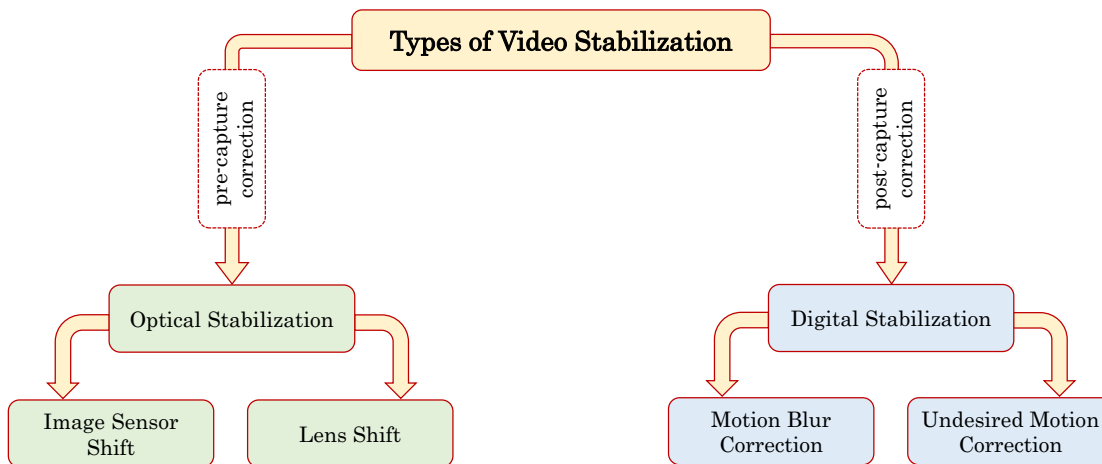 Types of Video Stabilization
pre-capture
correction
post-capture
correction
Optical Stabilization
Digital Stabilization
Image Sensor
Shift
Lens Shift
Motion Blur
Correction
Undesired Motion
Correction